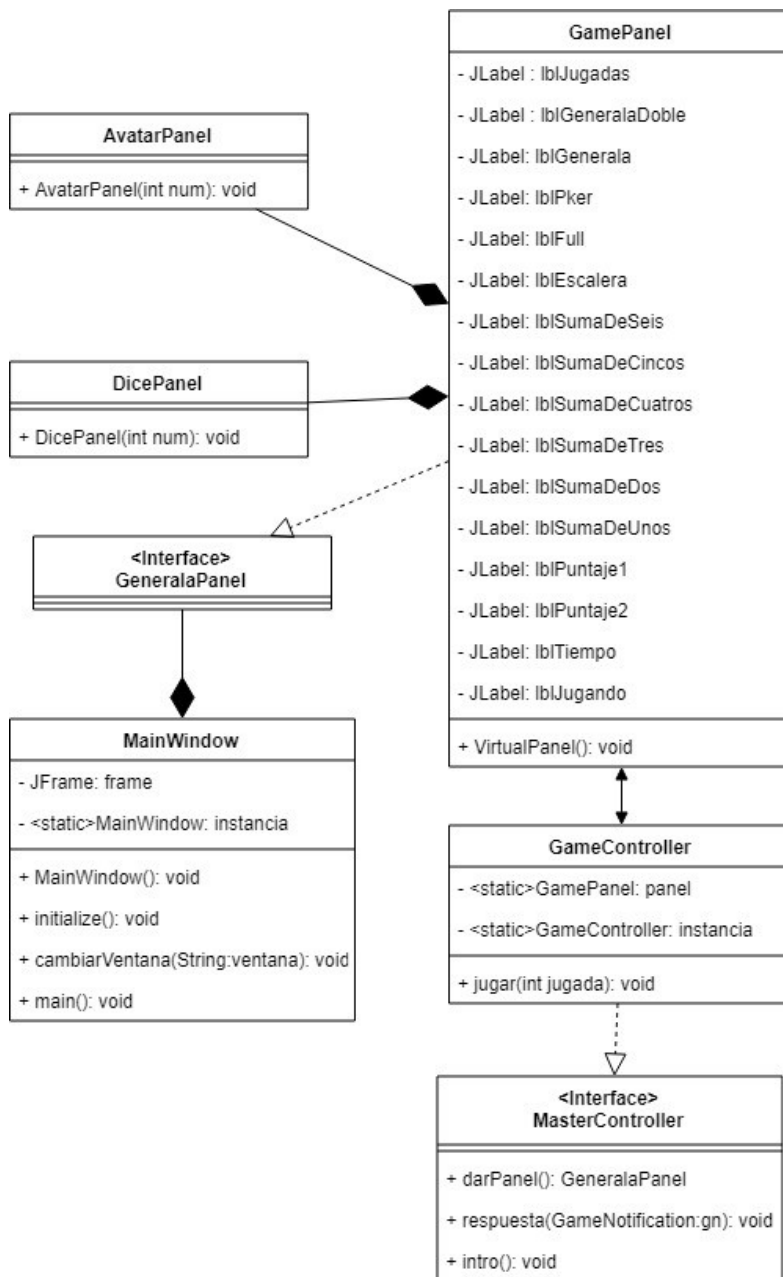 AvatarPanel
+ AvatarPanel(int num): void
DicePanel
+ DicePanel(int num): void
<Interface>
GeneralaPanel
MainWindow
- JFrame: frame
- <static>MainWindow: instancia
+ MainWindow(): void
+ initialize(): void
+ cambiarVentana(String:ventana): void
+ main(): void
GamePanel
- JLabel : lblJugadas
- JLabel : lblGeneralaDoble
- JLabel: lblGenerala
- JLabel: lblPker
- JLabel: lblFull
- JLabel: lblEscalera
- JLabel: lblSumaDeSeis
- JLabel: lblSumaDeCincos
- JLabel: lblSumaDeCuatros
- JLabel: lblSumaDeTres
- JLabel: lblSumaDeDos
- JLabel: lblSumaDeUnos
- JLabel: lblPuntaje1
- JLabel: lblPuntaje2
- JLabel: lblTiempo
- JLabel: lblJugando
+ VirtualPanel(): void
GameController
- <static>GamePanel: panel
- <static>GameController: instancia
+ jugar(int jugada): void
<Interface>
MasterController
+ darPanel(): GeneralaPanel
+ respuesta(GameNotification:gn): void
+ intro(): void